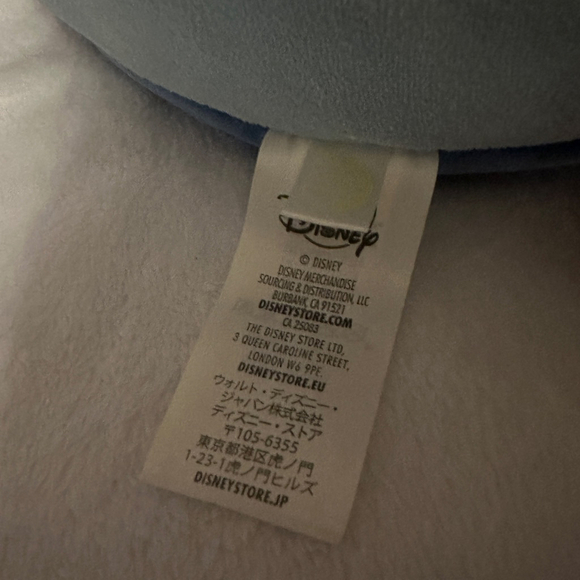 Disney
© DISNEY
DISNEY MERCHANDISE
SOURCING & DISTRIBUTION, LLC
BURBANK, CA 91521
DISNEYSTORE.COM
CA 25083
THE DISNEY STORE LTD,
3 QUEEN CAROLINE STREET,
LONDON W6 9PE.
DISNEYSTORE.EU
ウォルト・ディズニー・
ジャパン株式会社
ディズニー・ストア
〒105-6355
東京都港区虎ノ門
1-23-1虎ノ門ヒルズ
DISNEYSTORE.JP